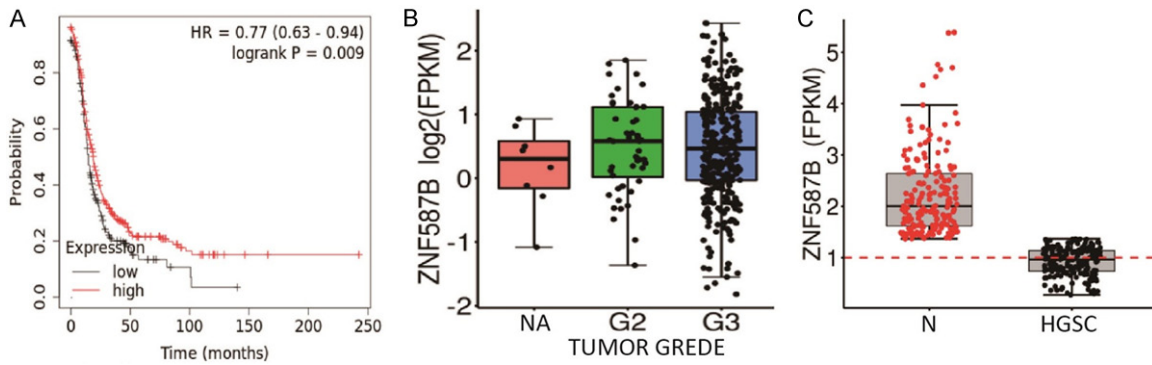 A
HR = 0.77 (0.63 - 0.94)
logrank P = 0.009
Probability
0.8
0.6
0.4
0.2
0.0
Expression
low
high
0
50
100
150
200
250
Time (months)
B
ZNF587B log2(FPKM)
2
1
0
-1
-2
NA
G2
G3
TUMOR GREDE
C
ZNF587B (FPKM)
5
4
3
2
1
N
HGSC